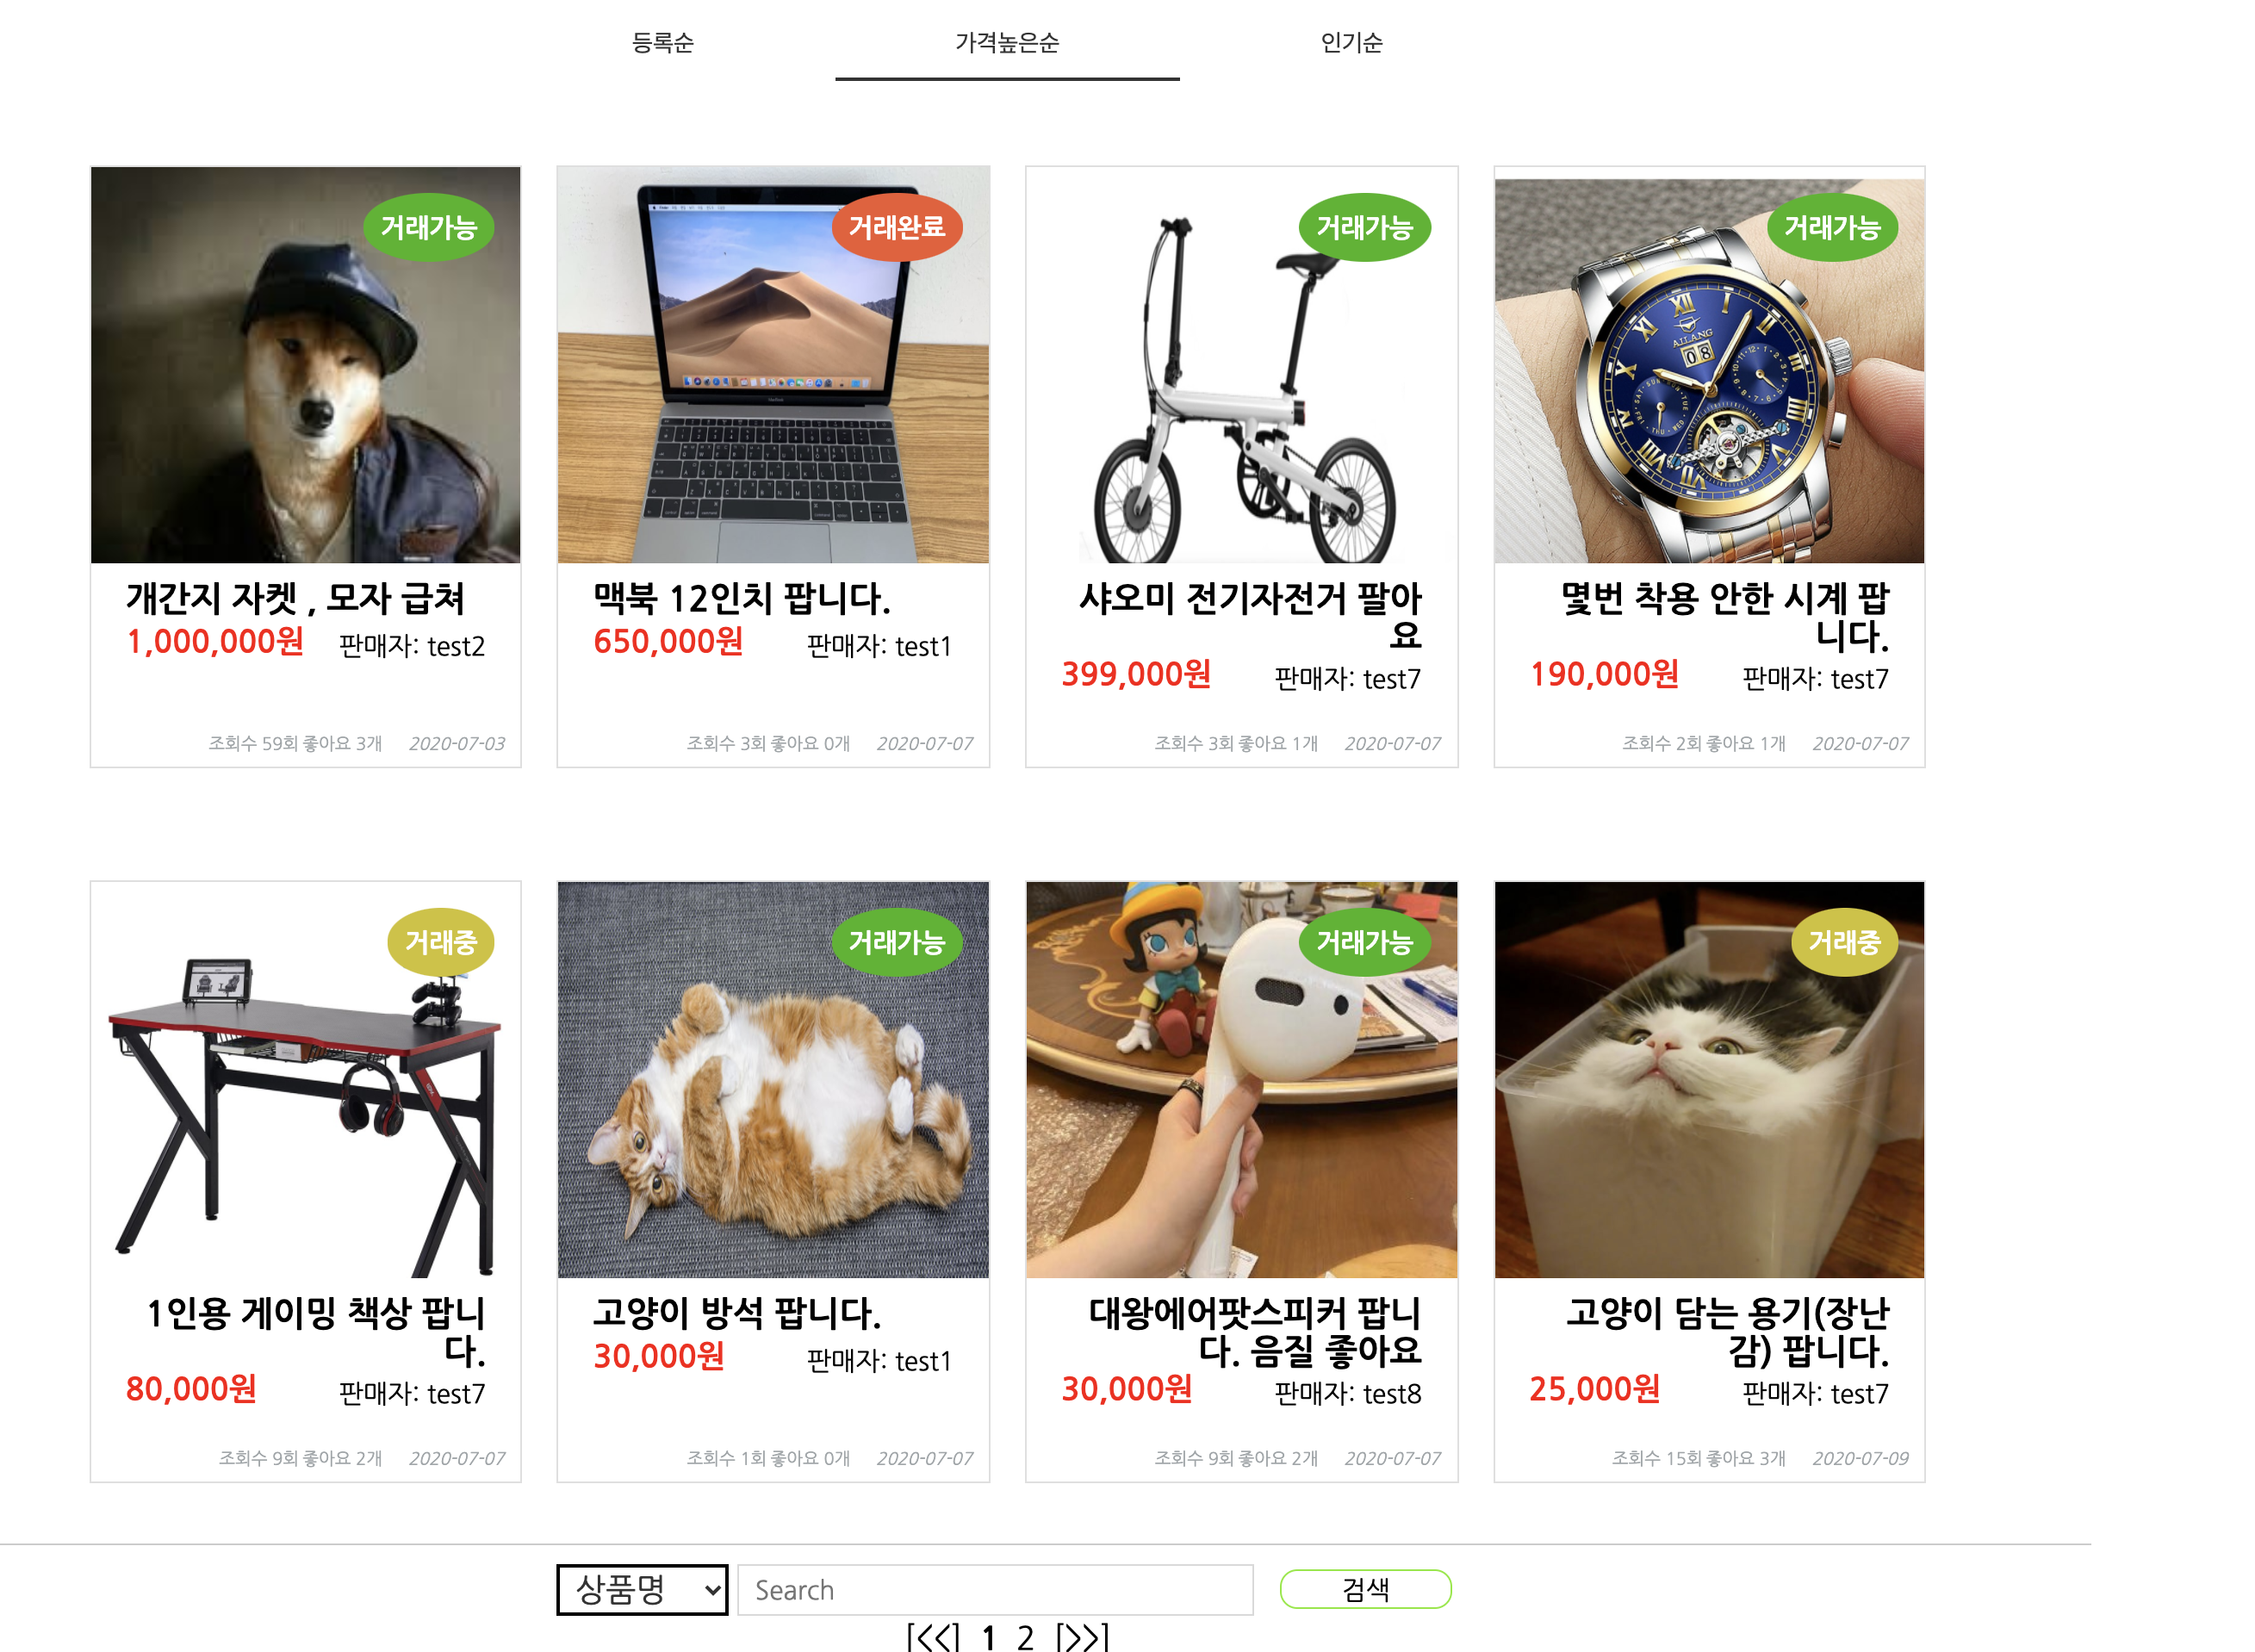 등록순
가격높은순
인기순
거래가능
거래완료
거래가능
거래가능
AILANG
08
개간지 자켓 , 모자 급쳐
1,000,000원 판매자: test2
조회수 59회 좋아요 3개 2020-07-03
맥북 12인치 팝니다.
650,000원 판매자: test1
조회수 3회 좋아요 0개 2020-07-07
샤오미 전기자전거 팔아
요
399,000원 판매자: test7
조회수 3회 좋아요 1개 2020-07-07
몇번 착용 안한 시계 팝
니다.
190,000원 판매자: test7
조회수 2회 좋아요 1개 2020-07-07
거래중
거래가능
거래가능
거래중
1인용 게이밍 책상 팝니
다.
80,000원 판매자: test7
조회수 9회 좋아요 2개 2020-07-07
고양이 방석 팝니다.
30,000원 판매자: test1
조회수 1회 좋아요 0개 2020-07-07
대왕에어팟스피커 팝니
다. 음질 좋아요
30,000원 판매자: test8
조회수 9회 좋아요 2개 2020-07-07
고양이 담는 용기(장난
감) 팝니다.
25,000원 판매자: test7
조회수 15회 좋아요 3개 2020-07-09
상품명 Search 검색
[<<] 1 2 [>>]